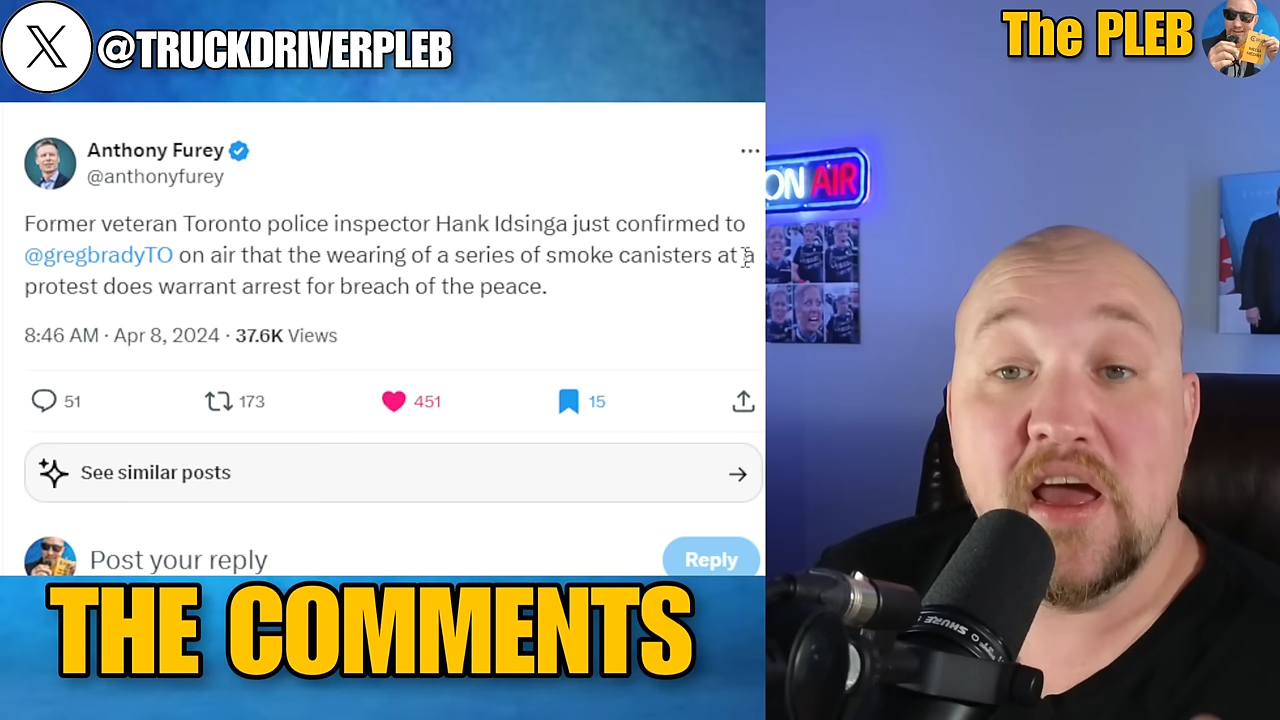 X @TRUCKDRIVERPLEB
The PLEB
Anthony Furey
@anthonyfurey
Former veteran Toronto police inspector Hank Idsinga just confirmed to
@gregbradyTO on air that the wearing of a series of smoke canisters at a
protest does warrant arrest for breach of the peace.
8:46 AM · Apr 8, 2024 · 37.6K Views
51 173 451 15
See similar posts
Post your reply
Reply
THE COMMENTS
ON AIR
SHURE